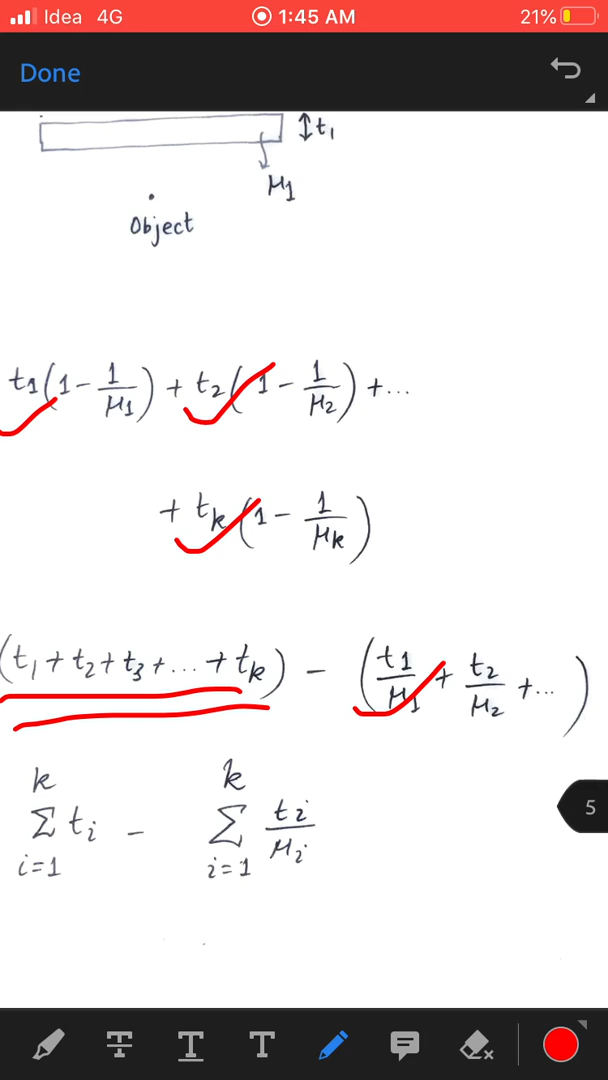 Idea 4G 1:45 AM 21%
Done
t₁
μ₁
Object
t₁(1 - 1/μ₁) + t₂(1 - 1/μ₂) + ...
+ tₖ(1 - 1/μₖ)
(t₁ + t₂ + t₃ + ... + tₖ) - (t₁/μ₁ + t₂/μ₂ + ...)
k k
Σ tᵢ - Σ tᵢ/μᵢ
i=1 i=1
5
T T T